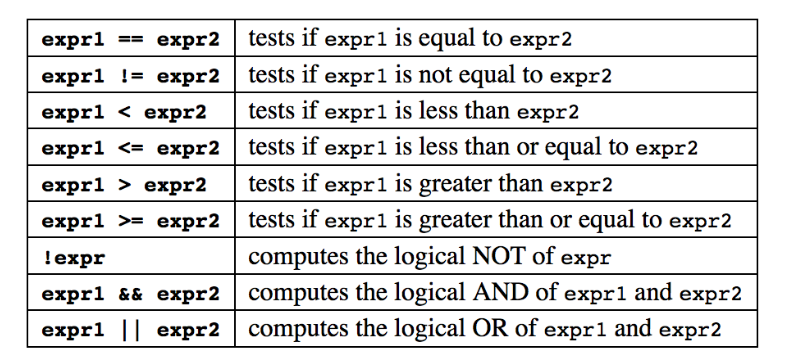 expr1 == expr2 tests if expr1 is equal to expr2
expr1 != expr2 tests if expr1 is not equal to expr2
expr1 < expr2 tests if expr1 is less than expr2
expr1 <= expr2 tests if expr1 is less than or equal to expr2
expr1 > expr2 tests if expr1 is greater than expr2
expr1 >= expr2 tests if expr1 is greater than or equal to expr2
!expr computes the logical NOT of expr
expr1 && expr2 computes the logical AND of expr1 and expr2
expr1 || expr2 computes the logical OR of expr1 and expr2